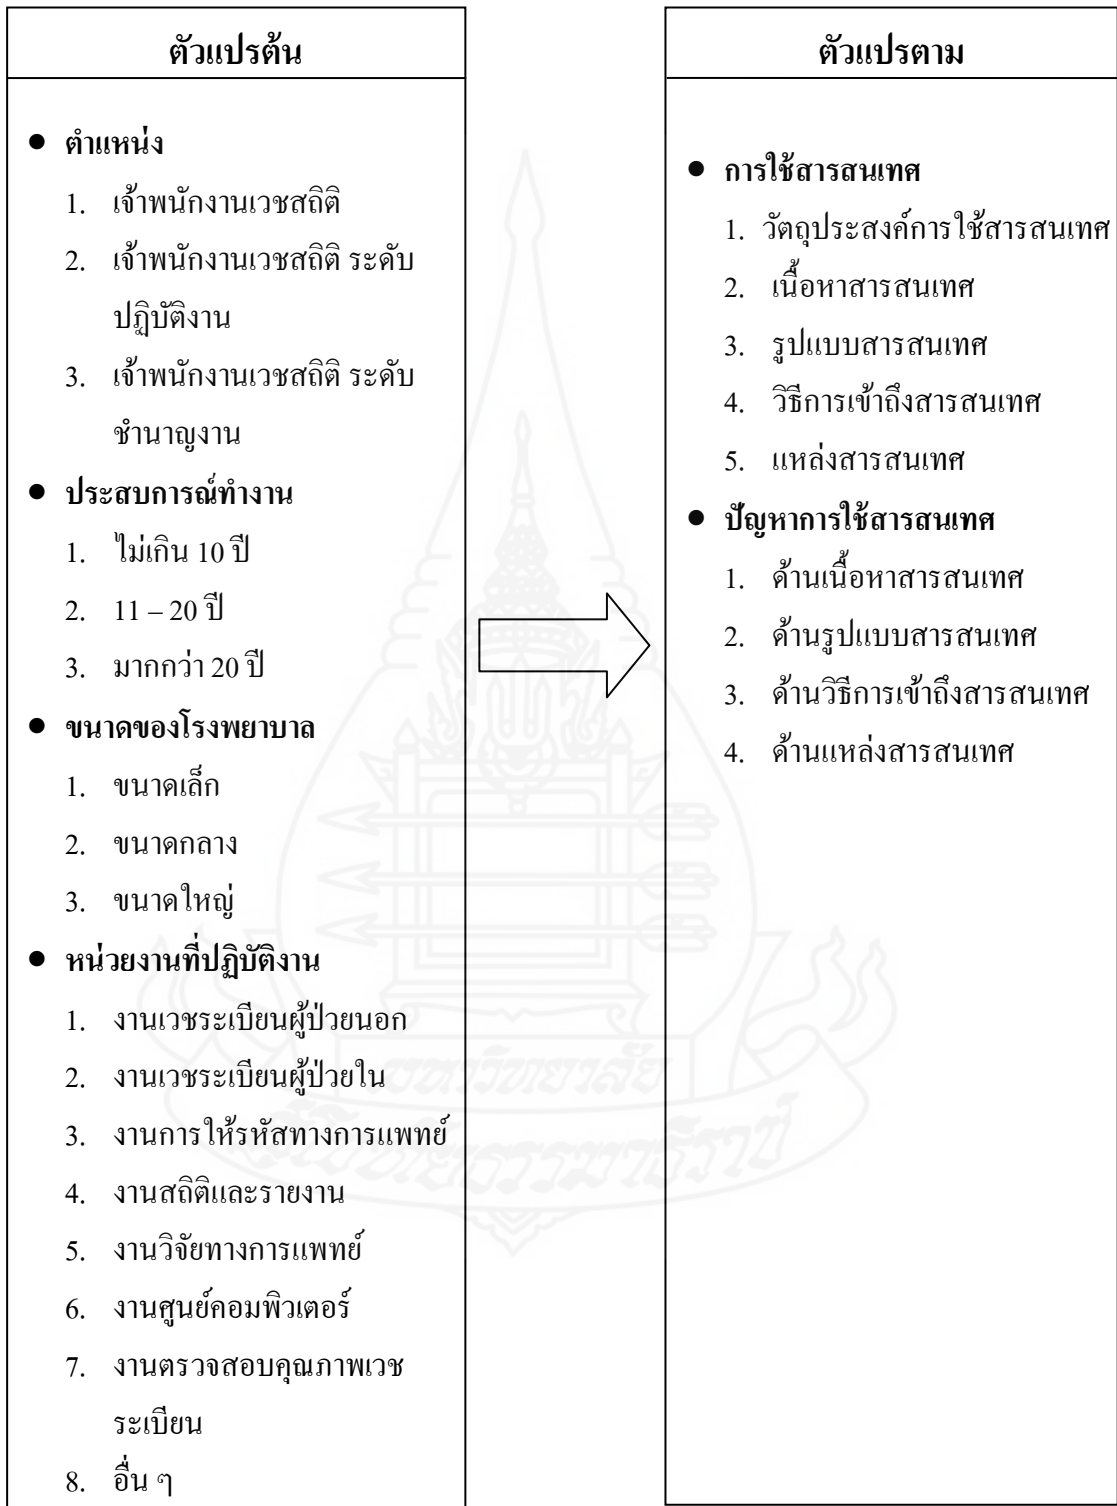 ตัวแปรต้น
● ตำแหน่ง
1. เจ้าพนักงานเวชสถิติ
2. เจ้าพนักงานเวชสถิติ ระดับ
ปฏิบัติงาน
3. เจ้าพนักงานเวชสถิติ ระดับ
ชำนาญงาน
● ประสบการณ์ทำงาน
1. ไม่เกิน 10 ปี
2. 11 – 20 ปี
3. มากกว่า 20 ปี
● ขนาดของโรงพยาบาล
1. ขนาดเล็ก
2. ขนาดกลาง
3. ขนาดใหญ่
● หน่วยงานที่ปฏิบัติงาน
1. งานเวชระเบียนผู้ป่วยนอก
2. งานเวชระเบียนผู้ป่วยใน
3. งานการให้รหัสทางการแพทย์
4. งานสถิติและรายงาน
5. งานวิจัยทางการแพทย์
6. งานศูนย์คอมพิวเตอร์
7. งานตรวจสอบคุณภาพเวช
ระเบียน
8. อื่น ๆ
ตัวแปรตาม
● การใช้สารสนเทศ
1. วัตถุประสงค์การใช้สารสนเทศ
2. เนื้อหาสารสนเทศ
3. รูปแบบสารสนเทศ
4. วิธีการเข้าถึงสารสนเทศ
5. แหล่งสารสนเทศ
● ปัญหาการใช้สารสนเทศ
1. ด้านเนื้อหาสารสนเทศ
2. ด้านรูปแบบสารสนเทศ
3. ด้านวิธีการเข้าถึงสารสนเทศ
4. ด้านแหล่งสารสนเทศ
มหาวิทยาลัย
สุโขทัยธรรมาธิราช